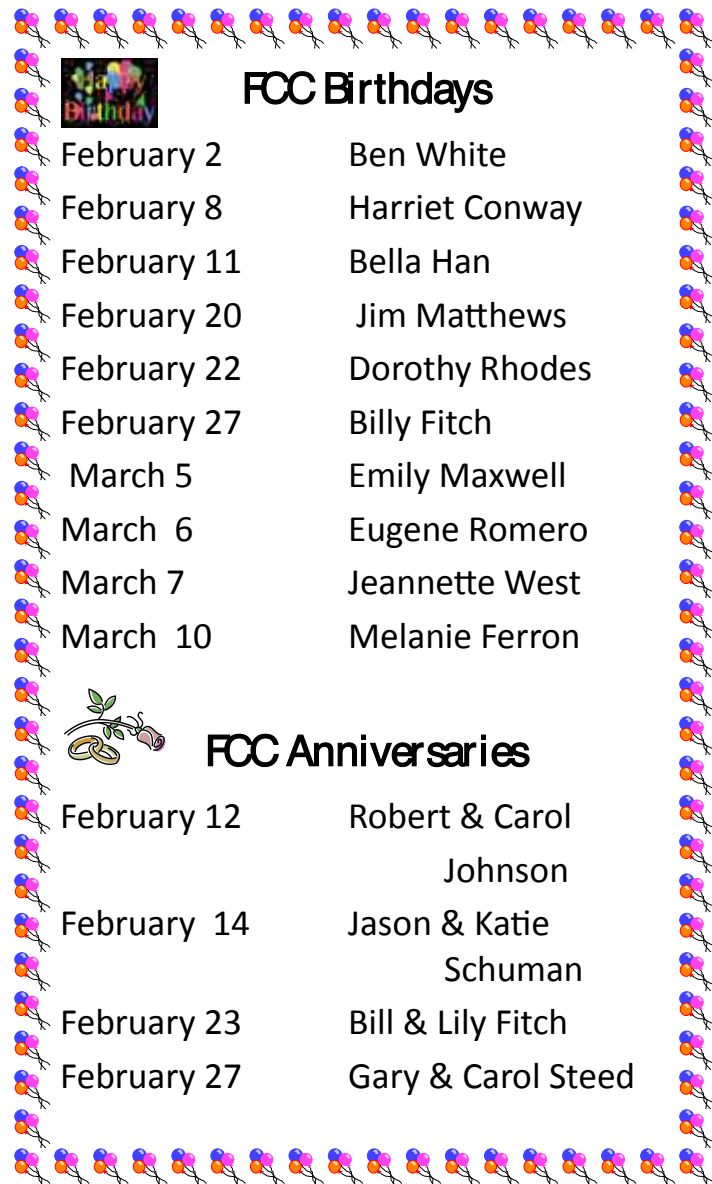 Happy
Birthday
FCC Birthdays
February 2 Ben White
February 8 Harriet Conway
February 11 Bella Han
February 20 Jim Matthews
February 22 Dorothy Rhodes
February 27 Billy Fitch
March 5 Emily Maxwell
March 6 Eugene Romero
March 7 Jeannette West
March 10 Melanie Ferron
FCC Anniversaries
February 12 Robert & Carol
Johnson
February 14 Jason & Katie
Schuman
February 23 Bill & Lily Fitch
February 27 Gary & Carol Steed